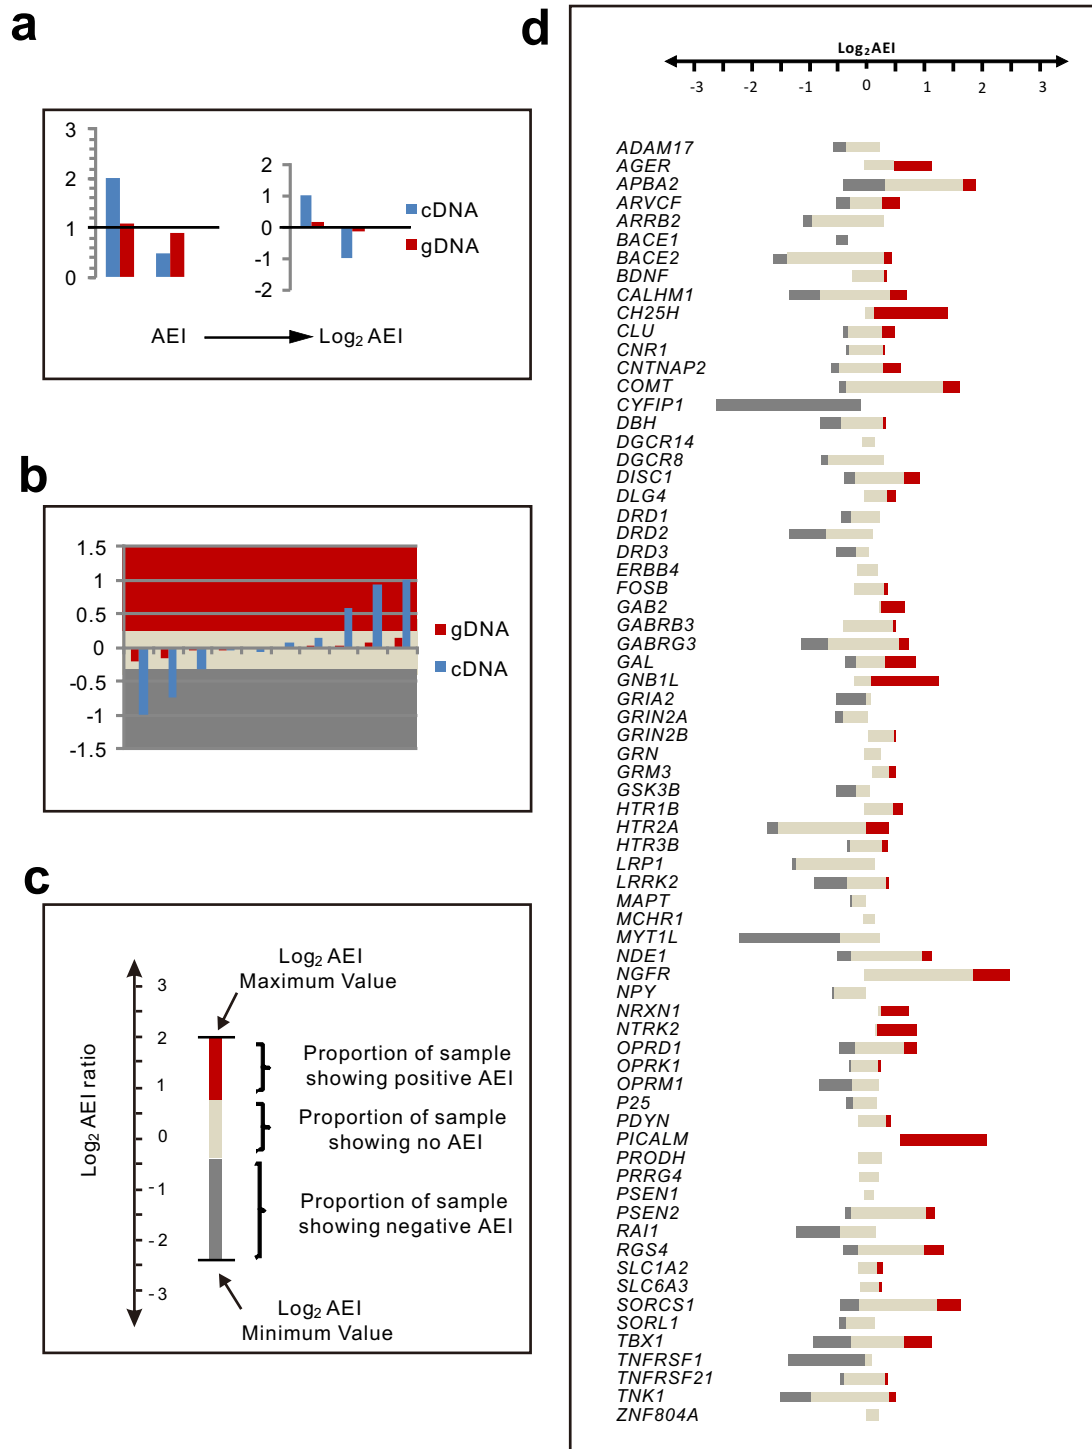 a
3
2
1
0
2
1
0
-1
-2
cDNA
gDNA
AEI
Log2 AEI
b
1.5
1
0.5
0
-0.5
-1
-1.5
gDNA
cDNA
c
Log2 AEI
Maximum Value
Log2 AEI ratio
3
2
1
0
-1
-2
-3
Proportion of sample
showing positive AEI
Proportion of sample
showing no AEI
Proportion of sample
showing negative AEI
Log2 AEI
Minimum Value
d
Log2 AEI
-3 -2 -1 0 1 2 3
ADAM17
AGER
APBA2
ARVCF
ARRB2
BACE1
BACE2
BDNF
CALHM1
CH25H
CLU
CNR1
CNTNAP2
COMT
CYFIP1
DBH
DGCR14
DGCR8
DISC1
DLG4
DRD1
DRD2
DRD3
ERBB4
FOSB
GAB2
GABRB3
GABRG3
GAL
GNB1L
GRIA2
GRIN2A
GRIN2B
GRN
GRM3
GSK3B
HTR1B
HTR2A
HTR3B
LRP1
LRRK2
MAPT
MCHR1
MYT1L
NDE1
NGFR
NPY
NRXN1
NTRK2
OPRD1
OPRK1
OPRM1
P25
PDYN
PICALM
PRODH
PRRG4
PSEN1
PSEN2
RAI1
RGS4
SLC1A2
SLC6A3
SORCS1
SORL1
TBX1
TNFRSF1
TNFRSF21
TNK1
ZNF804A